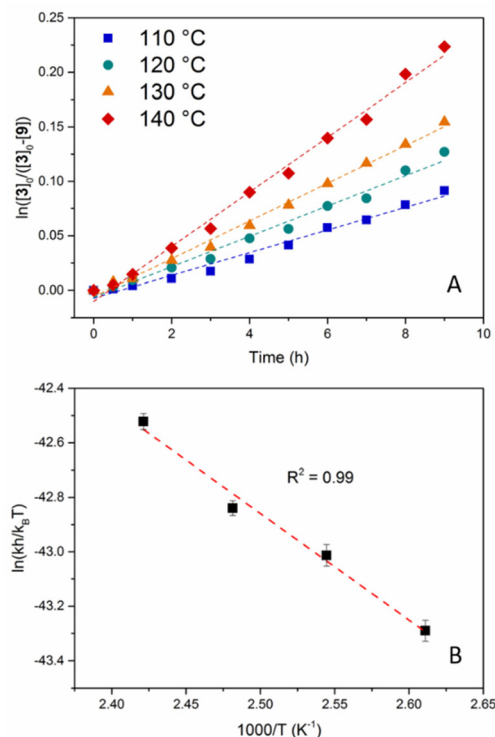 110 °C
120 °C
130 °C
140 °C
0.25
0.20
0.15
0.10
0.05
0.00
ln([3]₀/([3]₀-[9])
A
0 2 4 6 8 10
Time (h)
-42.4
-42.6
-42.8
-43.0
-43.2
-43.4
ln(kh/k_BT)
R² = 0.99
B
2.40 2.45 2.50 2.55 2.60 2.65
1000/T (K⁻¹)